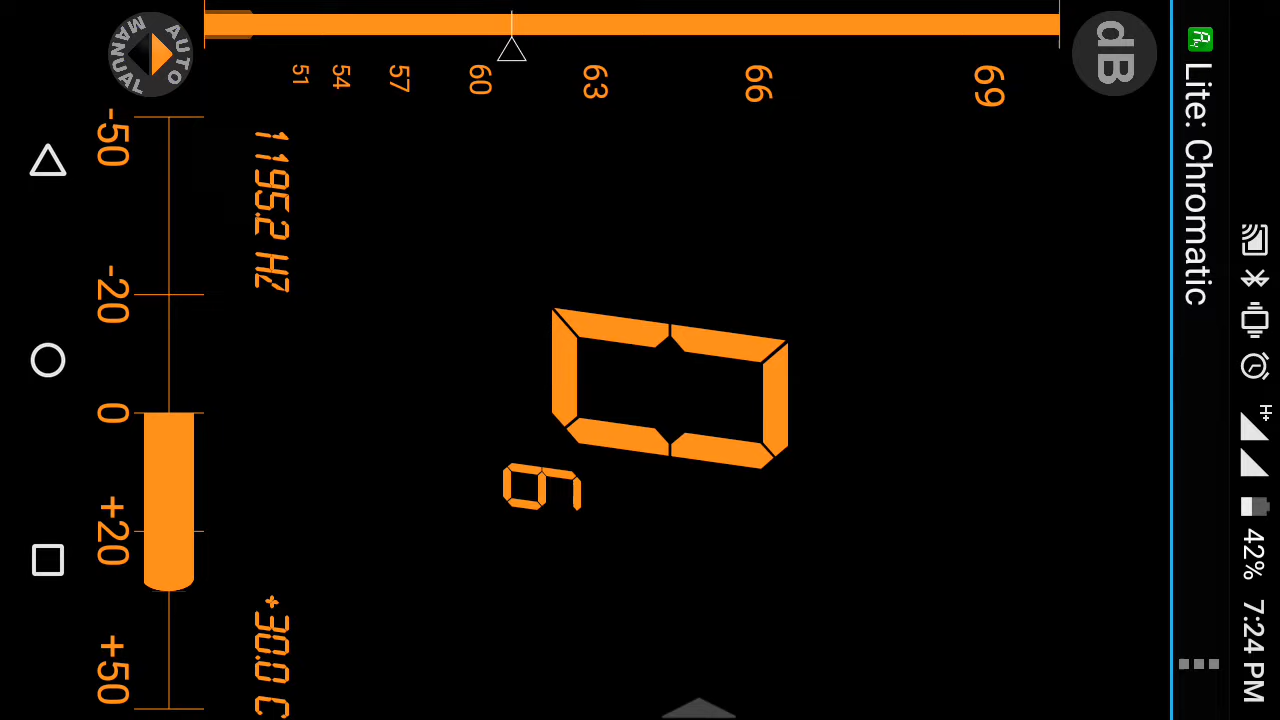 H+ 42% 7:24 PM
Lite: Chromatic
dB
69
66
D
6
63
60
57
54
51
1195.2 Hz +30.0 C
AUTO
MANUAL
-50 -20 0 +20 +50